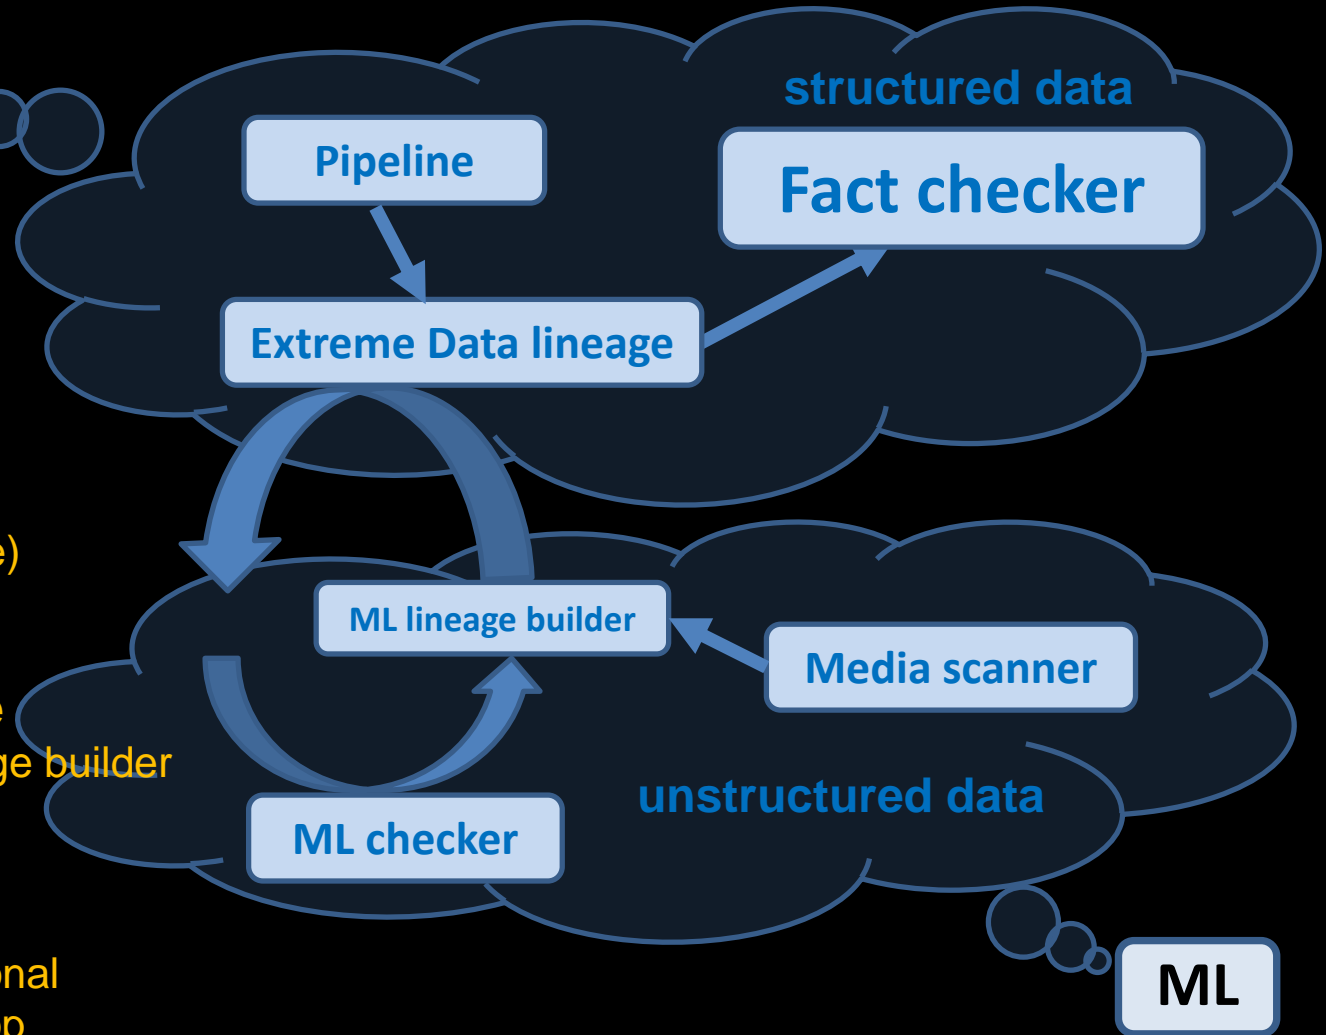 structured data
Pipeline
Fact checker
Extreme Data lineage
e)
ML lineage builder
Media scanner
e
ge builder
unstructured data
ML checker
onal
op
ML